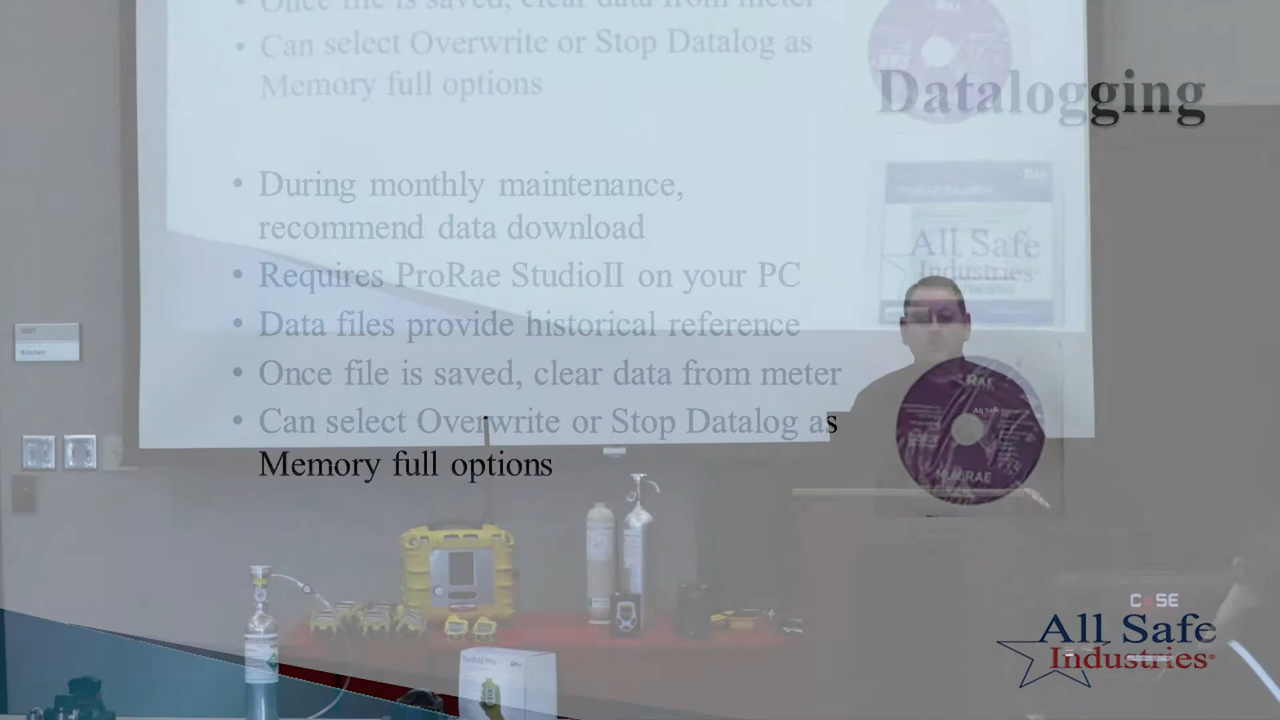 Once file is saved, clear data from meter
• Can select Overwrite or Stop Datalog as
Memory full options
Datalogging
• During monthly maintenance,
recommend data download
• Requires ProRae StudioII on your PC
• Data files provide historical reference
• Once file is saved, clear data from meter
• Can select Overwrite or Stop Datalog as
Memory full options
All Safe
Industries
RAE
Kitchen
All Safe
Industries